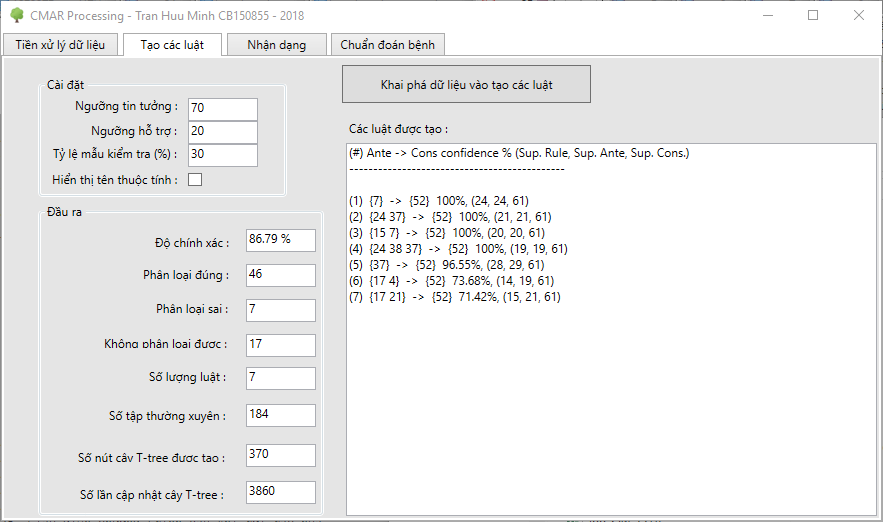 CMAR Processing - Tran Huu Minh CB150855 - 2018
Tiền xử lý dữ liệu
Tạo các luật
Nhận dạng
Chuẩn đoán bệnh
Cài đặt
Ngưỡng tin tưởng : 70
Ngưỡng hỗ trợ : 20
Tỷ lệ mẫu kiểm tra (%) : 30
Hiển thị tên thuộc tính :
Đầu ra
Độ chính xác : 86.79 %
Phân loại đúng : 46
Phân loại sai : 7
Không phân loại được : 17
Số lượng luật : 7
Số tập thường xuyên : 184
Số nút cây T-tree được tạo : 370
Số lần cập nhật cây T-tree : 3860
Khai phá dữ liệu vào tạo các luật
Các luật được tạo :
(#) Ante -> Cons confidence % (Sup. Rule, Sup. Ante, Sup. Cons.)
-------------------------------------------
(1) {7} -> {52} 100%, (24, 24, 61)
(2) {24 37} -> {52} 100%, (21, 21, 61)
(3) {15 7} -> {52} 100%, (20, 20, 61)
(4) {24 38 37} -> {52} 100%, (19, 19, 61)
(5) {37} -> {52} 96.55%, (28, 29, 61)
(6) {17 4} -> {52} 73.68%, (14, 19, 61)
(7) {17 21} -> {52} 71.42%, (15, 21, 61)